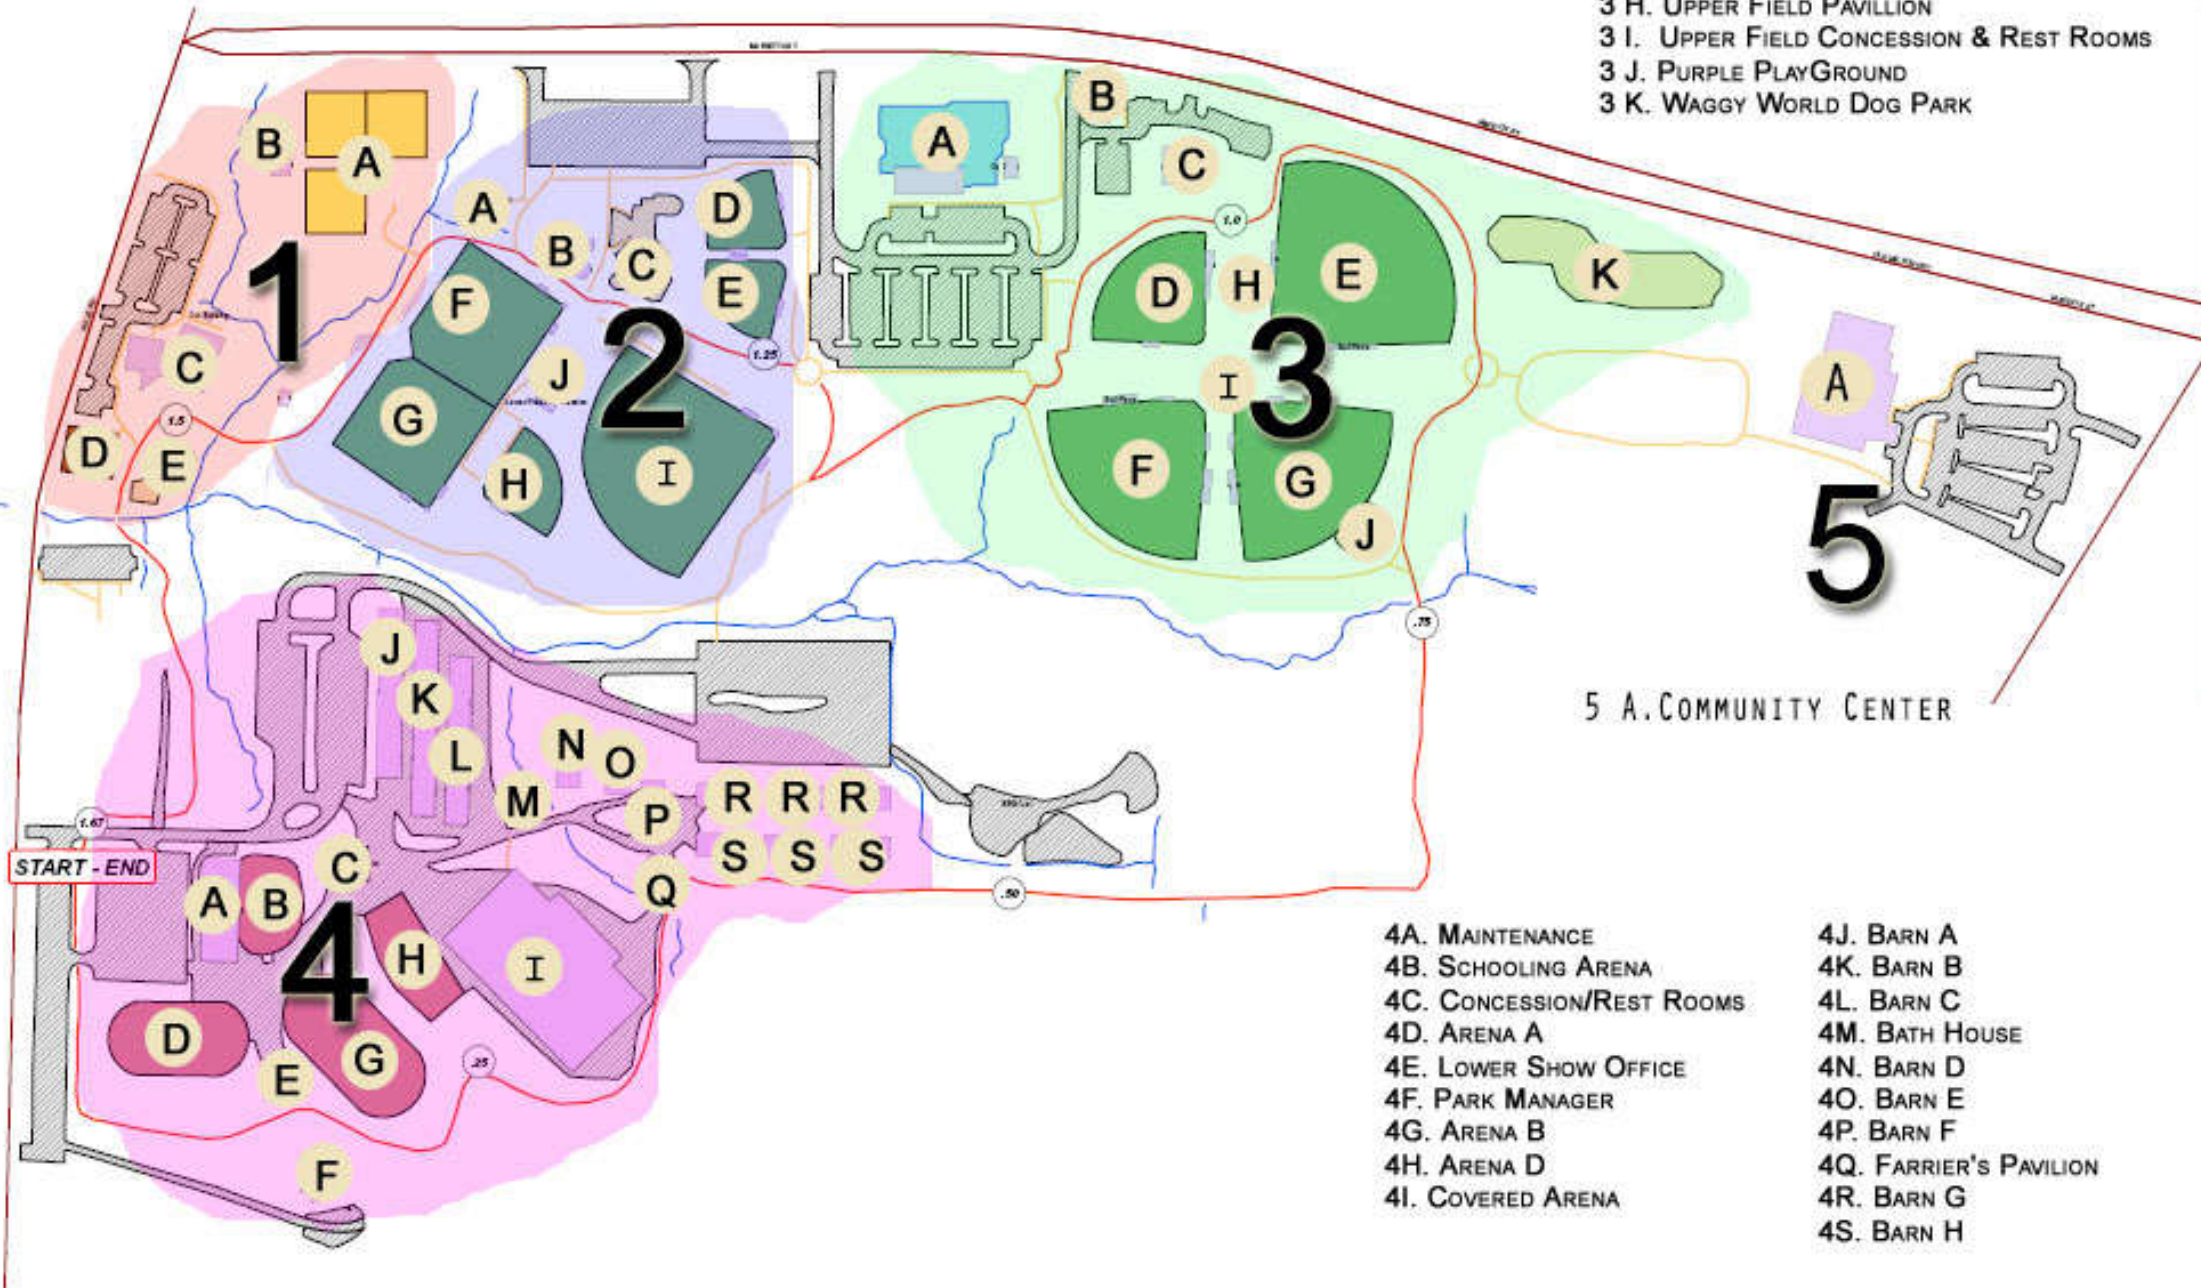 3 H. Upper Field Pavillion
3 I. Upper Field Concession & Rest Rooms
3 J. Purple PlayGround
3 K. Waggy World Dog Park
B
A
1
C
D
E
1.5
A
B
C
D
E
F
G
H
I
J
2
1.25
A
B
C
D
E
F
G
H
I
J
K
3
1.0
.75
A
5
5 A. Community Center
J
K
L
M
N
O
P
Q
R R R
S S S
1.67
START - END
A
B
C
4
D
E
F
G
H
I
.25
.50
4A. Maintenance
4B. Schooling Arena
4C. Concession/Rest Rooms
4D. Arena A
4E. Lower Show Office
4F. Park Manager
4G. Arena B
4H. Arena D
4I. Covered Arena
4J. Barn A
4K. Barn B
4L. Barn C
4M. Bath House
4N. Barn D
4O. Barn E
4P. Barn F
4Q. Farrier's Pavilion
4R. Barn G
4S. Barn H